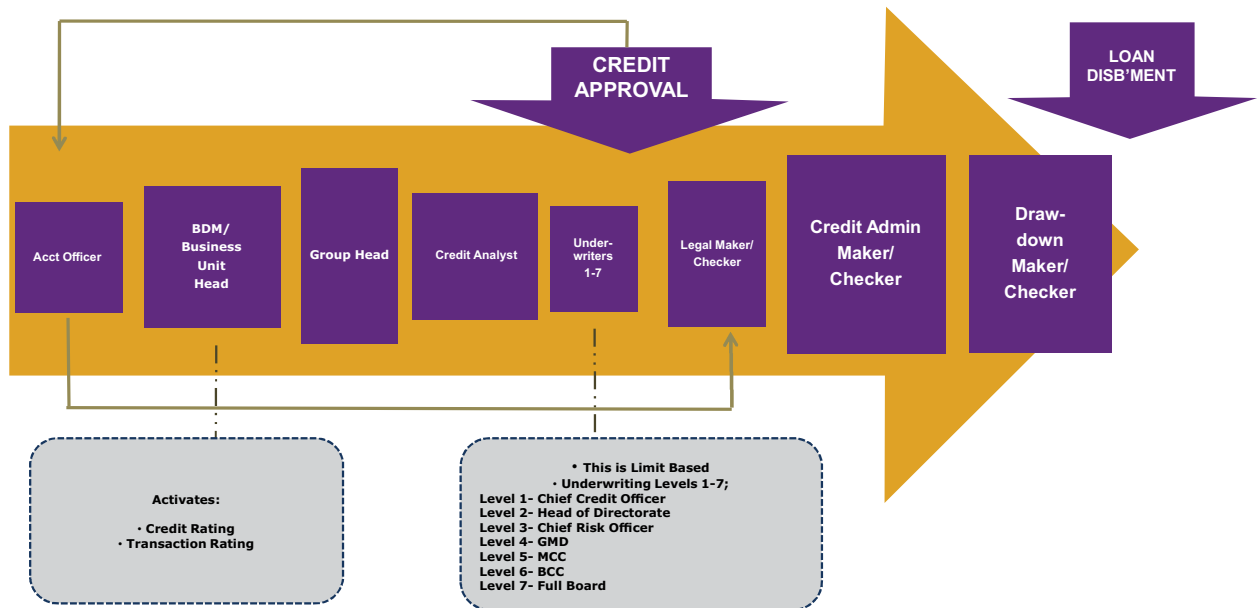 CREDIT
APPROVAL
LOAN
DISB’MENT
Acct Officer
BDM/
Business
Unit
Head
Group Head
Credit Analyst
Under-
writers
1-7
Legal Maker/
Checker
Credit Admin
Maker/
Checker
Draw-
down
Maker/
Checker
Activates:
• Credit Rating
• Transaction Rating
• This is Limit Based
• Underwriting Levels 1-7;
Level 1- Chief Credit Officer
Level 2- Head of Directorate
Level 3- Chief Risk Officer
Level 4- GMD
Level 5- MCC
Level 6- BCC
Level 7- Full Board